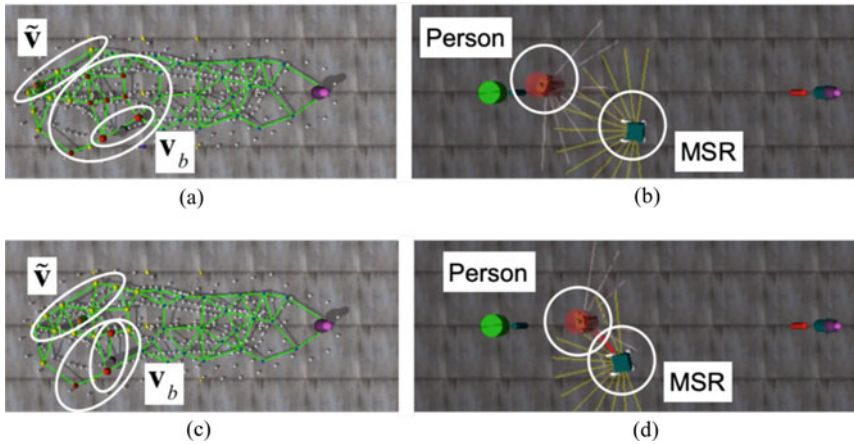 ṽ
v_b
(a)
Person
MSR
(b)
ṽ
v_b
(c)
Person
MSR
(d)